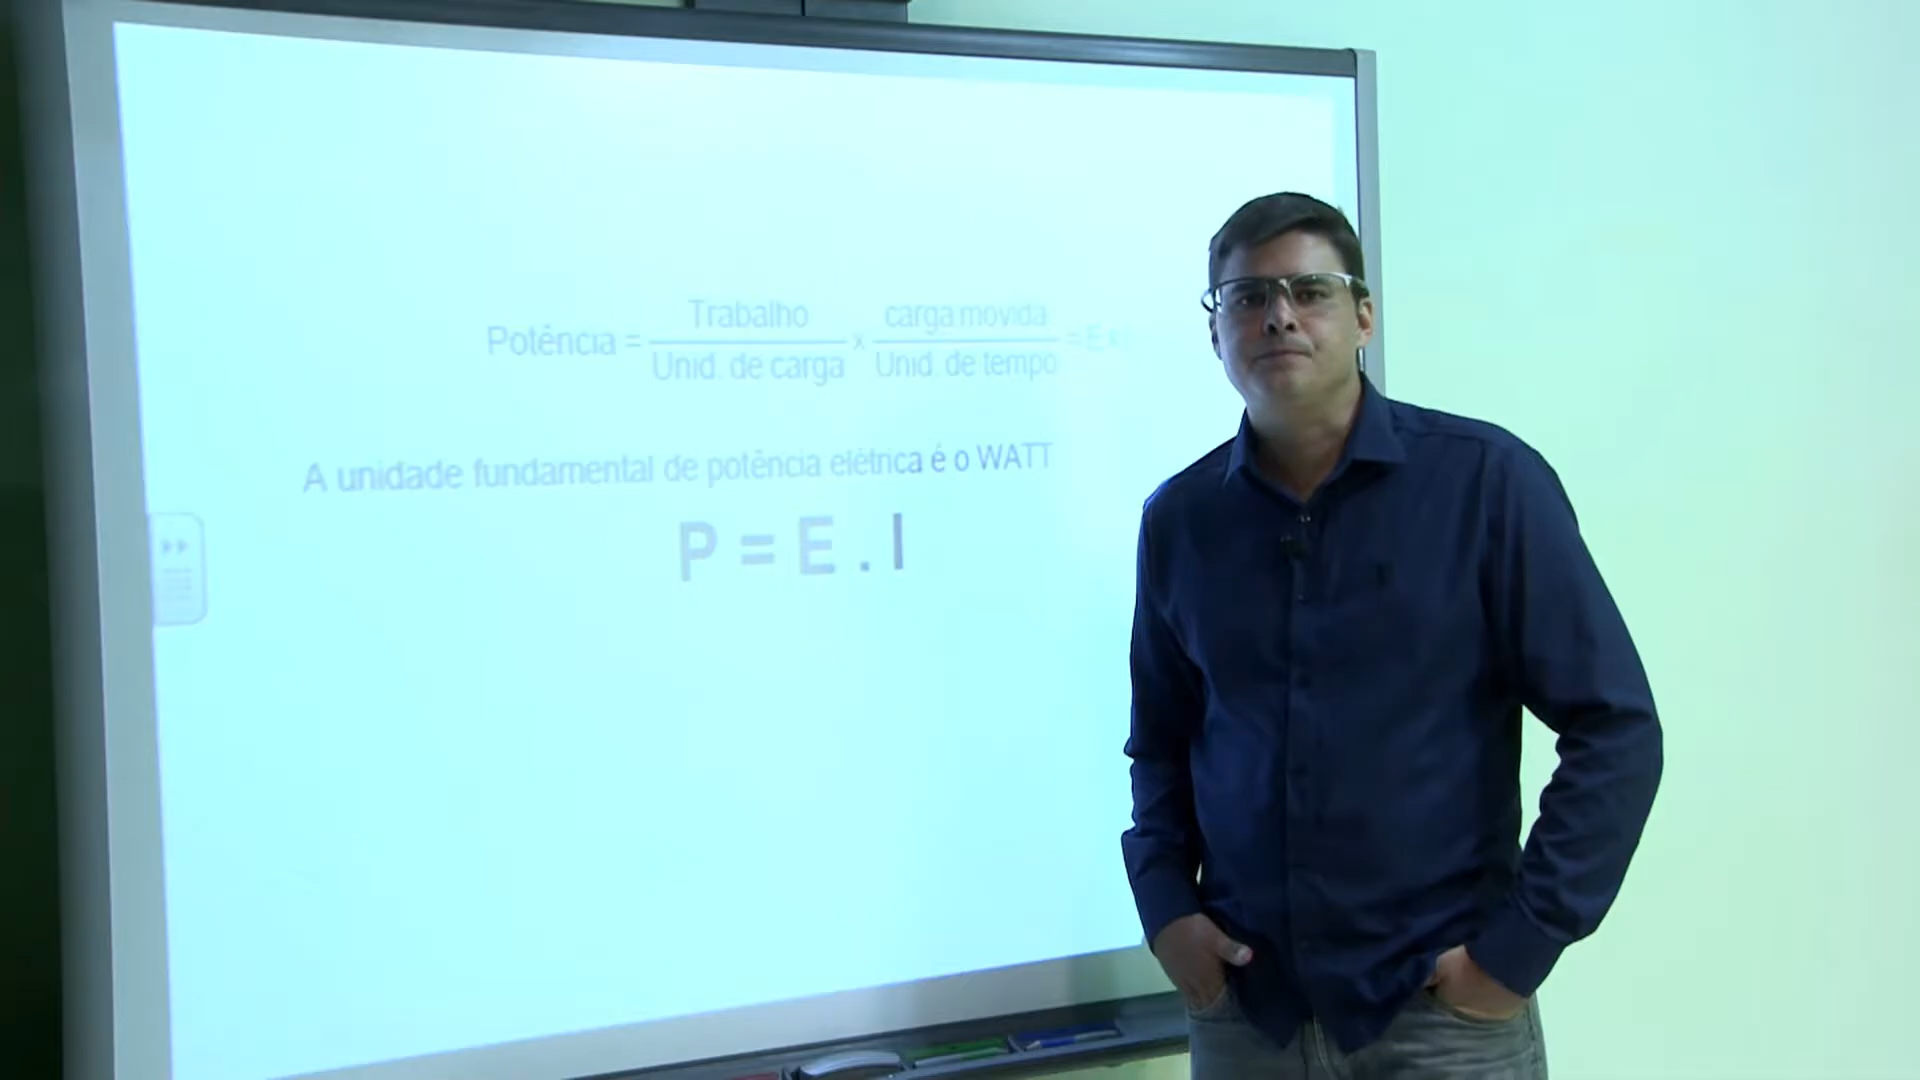 Potência = Trabalho / Unid. de carga × carga movida / Unid. de tempo = E ×
A unidade fundamental de potência elétrica é o WATT
P = E . I